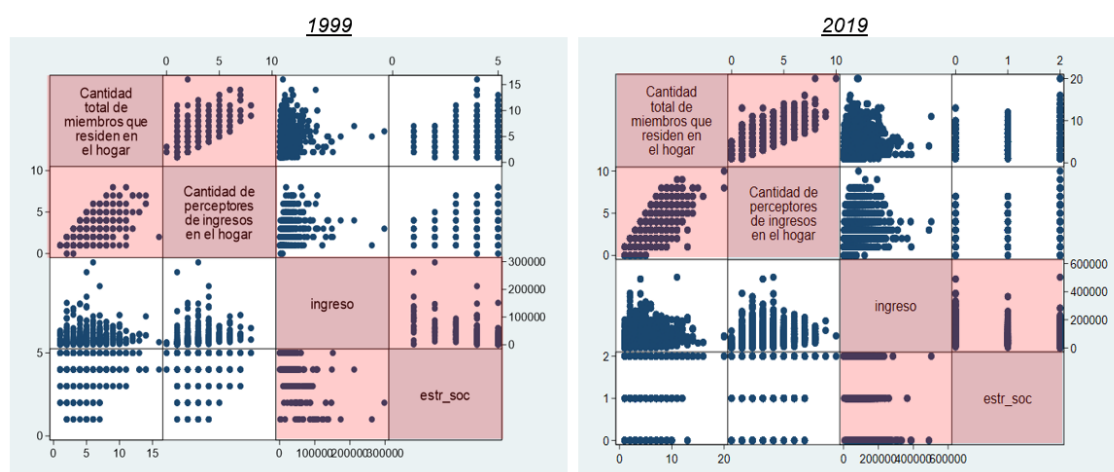 1999
2019
0
10
0
5
Cantidad
total de
miembros que
residen en
el hogar
15
10
5
0
10
5
0
Cantidad de
perceptores
de ingresos
en el hogar
ingreso
300000
200000
100000
0
5
0
estr_soc
0
5
10
15
0
100000
200000
300000
0
5
10
0
1
2
Cantidad
total de
miembros que
residen en
el hogar
20
10
0
10
5
0
Cantidad de
perceptores
de ingresos
en el hogar
ingreso
600000
400000
200000
0
2
1
0
estr_soc
0
10
20
0
200000
400000
600000